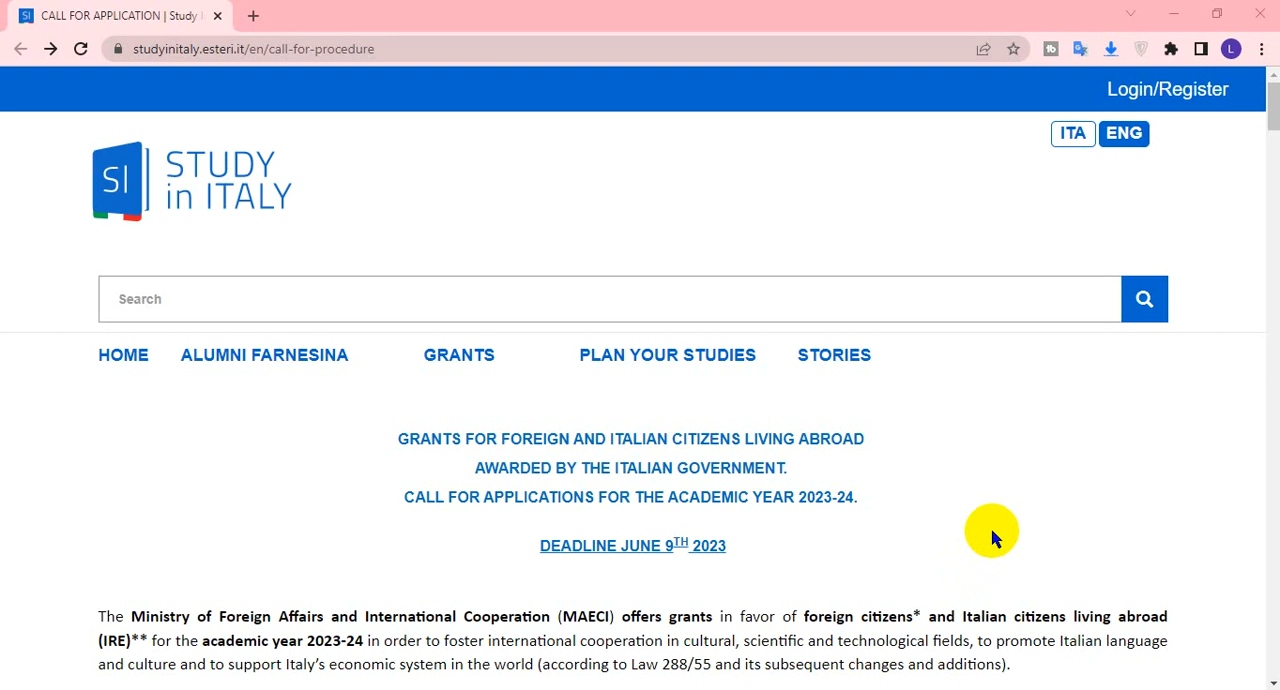 SI CALL FOR APPLICATION | Study
studyinitaly.esteri.it/en/call-for-procedure
L
Login/Register
ITA ENG
SI STUDY
in ITALY
Search
HOME ALUMNI FARNESINA GRANTS PLAN YOUR STUDIES STORIES
GRANTS FOR FOREIGN AND ITALIAN CITIZENS LIVING ABROAD
AWARDED BY THE ITALIAN GOVERNMENT.
CALL FOR APPLICATIONS FOR THE ACADEMIC YEAR 2023-24.
DEADLINE JUNE 9TH 2023
The Ministry of Foreign Affairs and International Cooperation (MAECI) offers grants in favor of foreign citizens* and Italian citizens living abroad
(IRE)** for the academic year 2023-24 in order to foster international cooperation in cultural, scientific and technological fields, to promote Italian language
and culture and to support Italy’s economic system in the world (according to Law 288/55 and its subsequent changes and additions).